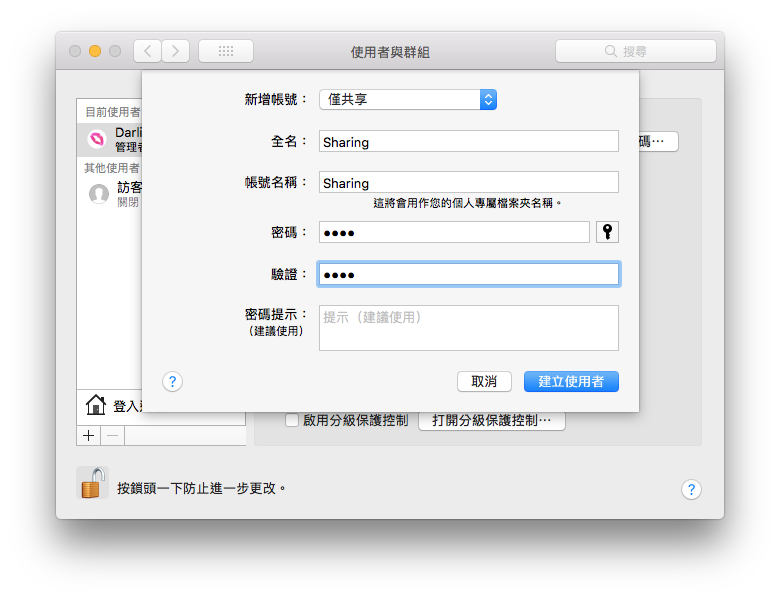 使用者與群組
搜尋
新增帳號： 僅共享
目前使用者
Darli
管理者
碼⋯
全名： Sharing
其他使用者
訪客
關閉
帳號名稱： Sharing
這將會用作您的個人專屬檔案夾名稱。
密碼： ●●●●
驗證： ●●●●
密碼提示：
（建議使用）
提示（建議使用）
?
取消
建立使用者
登入
啟用分級保護控制
打開分級保護控制⋯
+
−
按鎖頭一下防止進一步更改。
?